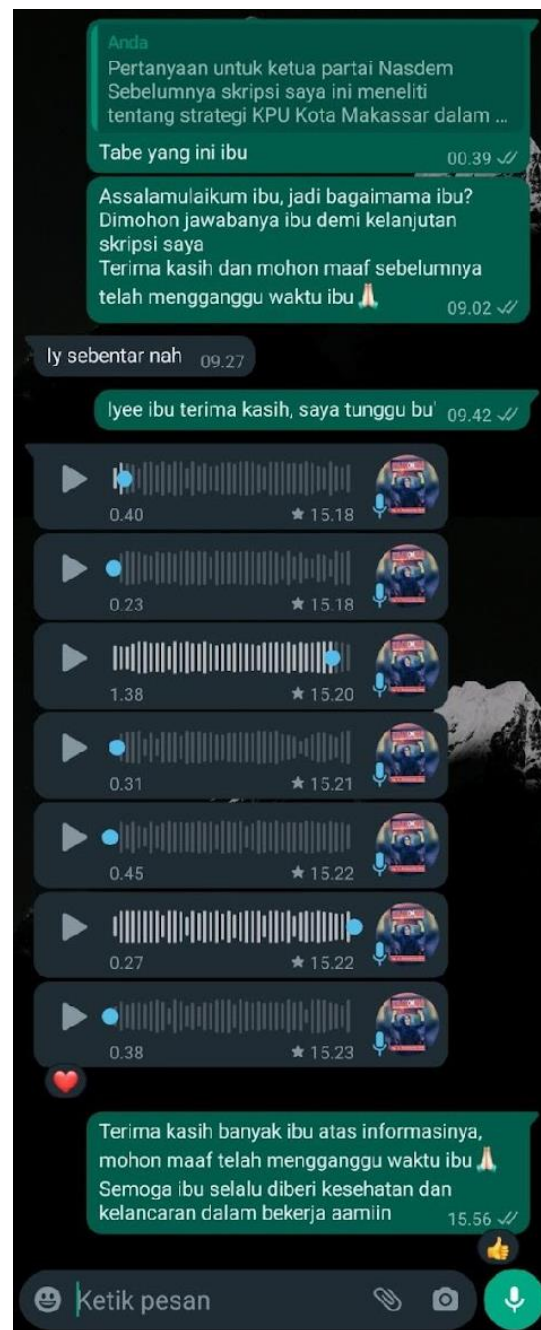 Anda
Pertanyaan untuk ketua partai Nasdem
Sebelumnya skripsi saya ini meneliti
tentang strategi KPU Kota Makassar dalam ...
Tabe yang ini ibu
00.39
Assalamulaikum ibu, jadi bagaimama ibu?
Dimohon jawabanya ibu demi kelanjutan
skripsi saya
Terima kasih dan mohon maaf sebelumnya
telah mengganggu waktu ibu 🙏🏻
09.02
Iy sebentar nah 09.27
Iyee ibu terima kasih, saya tunggu bu' 09.42
0.40 ★ 15.18
0.23 ★ 15.18
1.38 ★ 15.20
0.31 ★ 15.21
0.45 ★ 15.22
0.27 ★ 15.22
0.38 ★ 15.23
Terima kasih banyak ibu atas informasinya,
mohon maaf telah mengganggu waktu ibu 🙏🏻
Semoga ibu selalu diberi kesehatan dan
kelancaran dalam bekerja aamiin 15.56
Ketik pesan